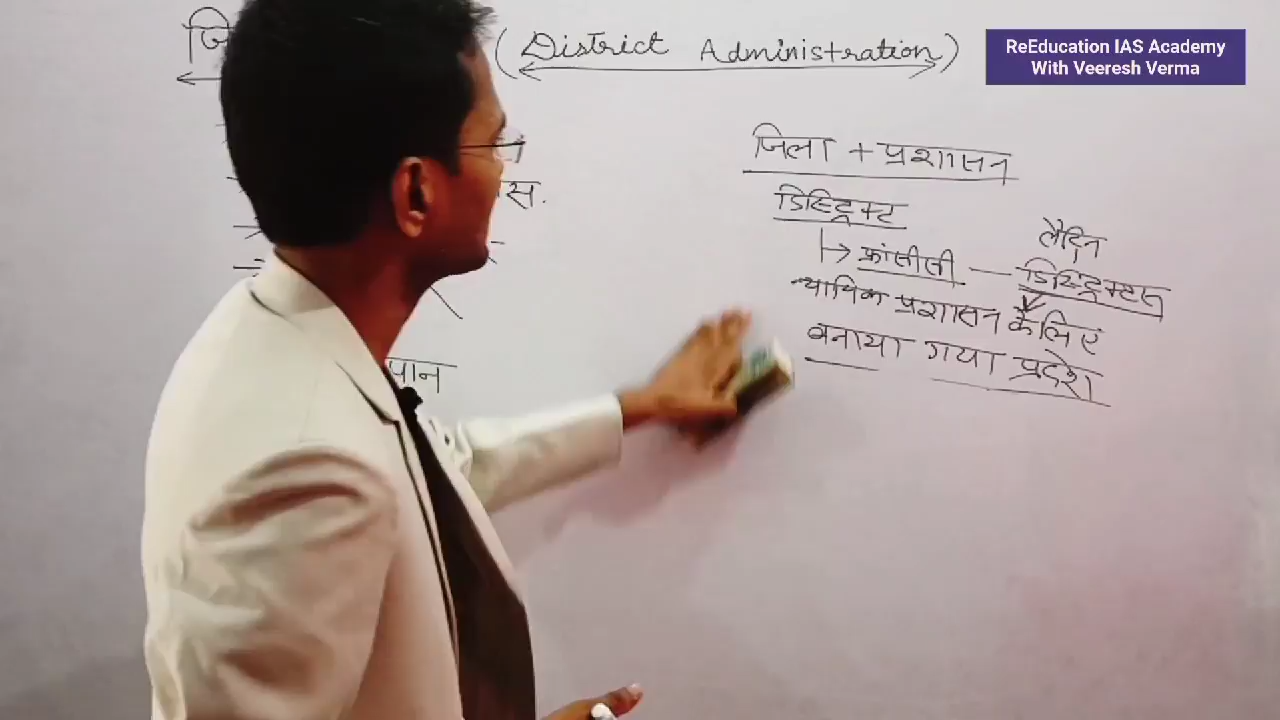 (District Administration)
ReEducation IAS Academy
With Veeresh Verma
जिला + प्रशासन
डिस्ट्रिक्ट
स.
लैटिन
फ्रांसीसी — डिस्ट्रिक्टस
न्यायिक प्रशासन के लिए
बनाया गया प्रदेश